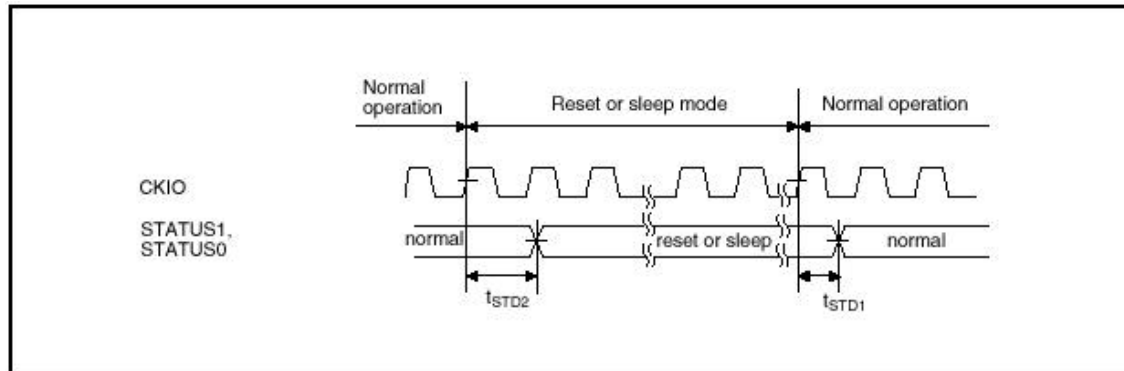 Normal
operation
Reset or sleep mode
Normal operation
CKIO
STATUS1,
STATUS0
normal
reset or sleep
normal
tSTD2
tSTD1